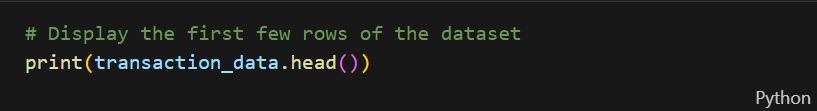 # Display the first few rows of the dataset
print(transaction_data.head())
Python